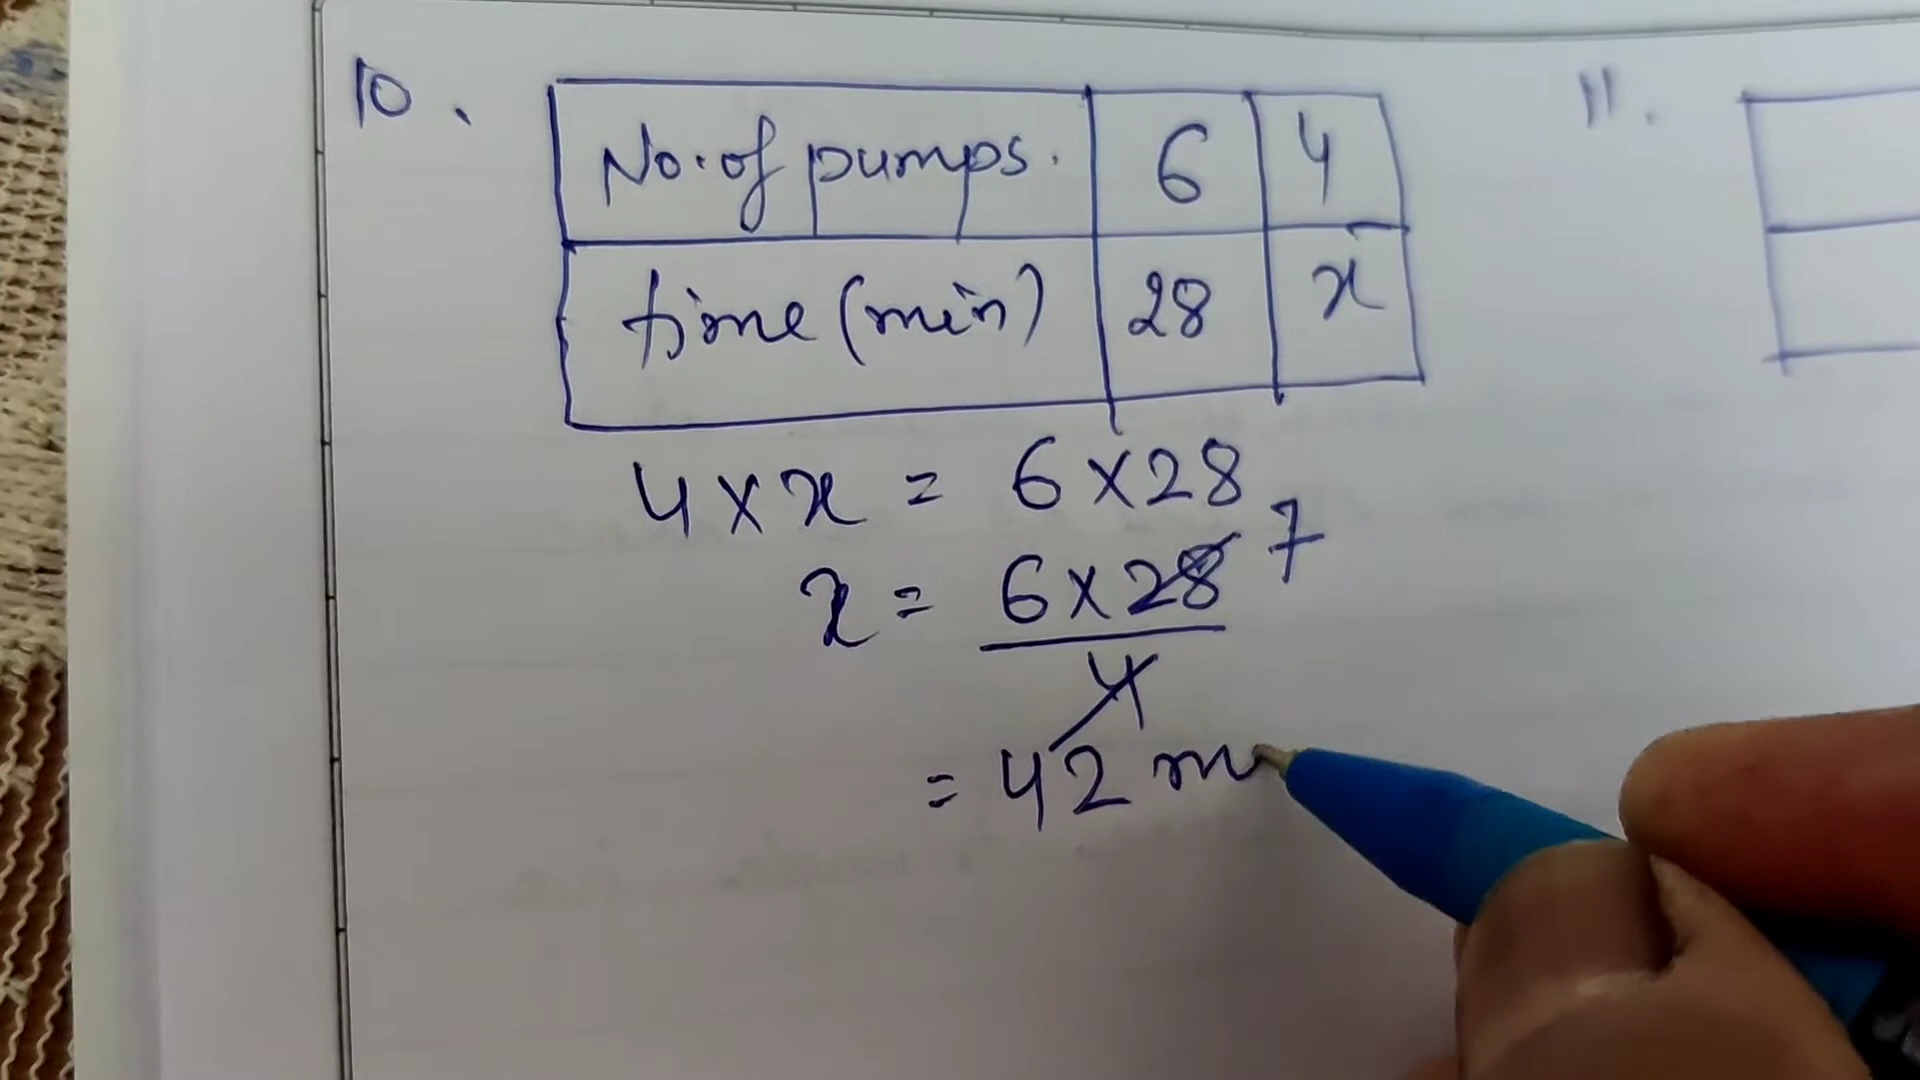 10.
No. of pumps. 6 4
time (min) 28 x
4 × x = 6 × 28
x = 6 × 28 7
4
= 42 m
11.